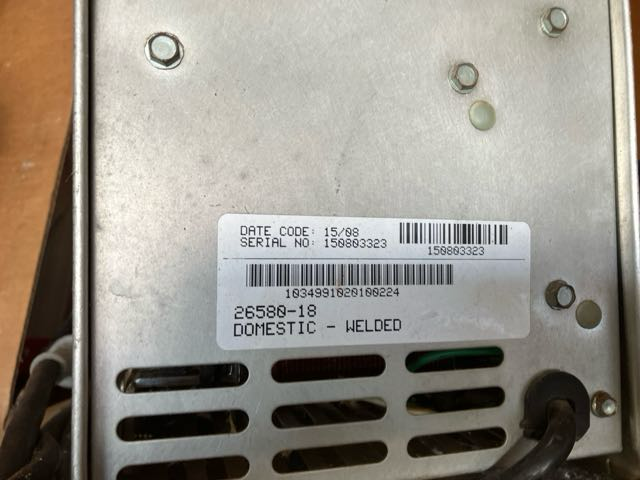 DATE CODE: 15/08
SERIAL NO: 150803323
150803323
1034991020100224
26580-18
DOMESTIC - WELDED